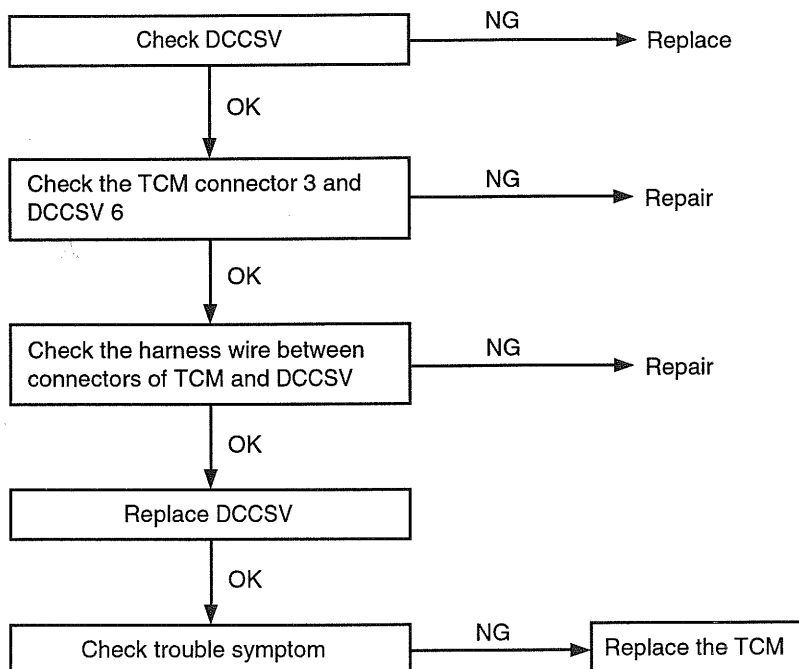 Check DCCSV
NG
Replace
OK
Check the TCM connector 3 and
DCCSV 6
NG
Repair
OK
Check the harness wire between
connectors of TCM and DCCSV
NG
Repair
OK
Replace DCCSV
OK
Check trouble symptom
NG
Replace the TCM